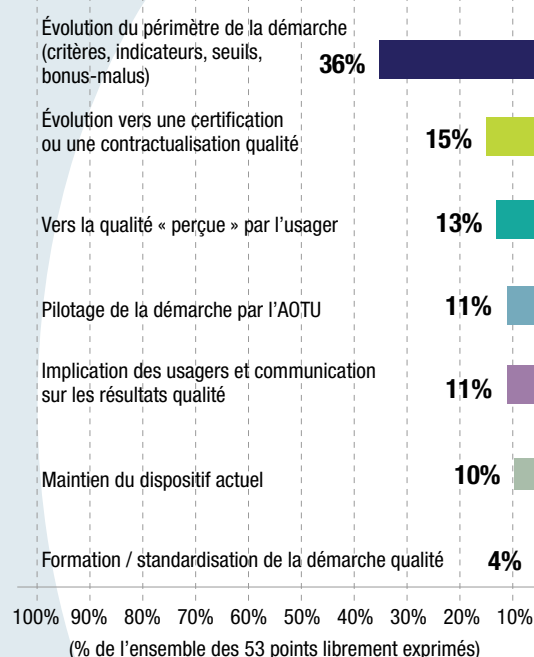 Évolution du périmètre de la démarche
(critères, indicateurs, seuils,
bonus-malus)
36%
Évolution vers une certification
ou une contractualisation qualité
15%
Vers la qualité « perçue » par l’usager
13%
Pilotage de la démarche par l’AOTU
11%
Implication des usagers et communication
sur les résultats qualité
11%
Maintien du dispositif actuel
10%
Formation / standardisation de la démarche qualité
4%
100% 90% 80% 70% 60% 50% 40% 30% 20% 10%
(% de l’ensemble des 53 points librement exprimés)